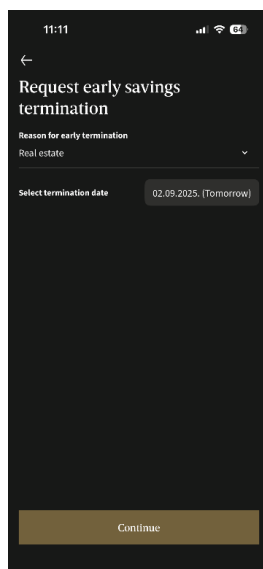 11:11
64
Request early savings
termination
Reason for early termination
Real estate
Select termination date
02.09.2025. (Tomorrow)
Continue